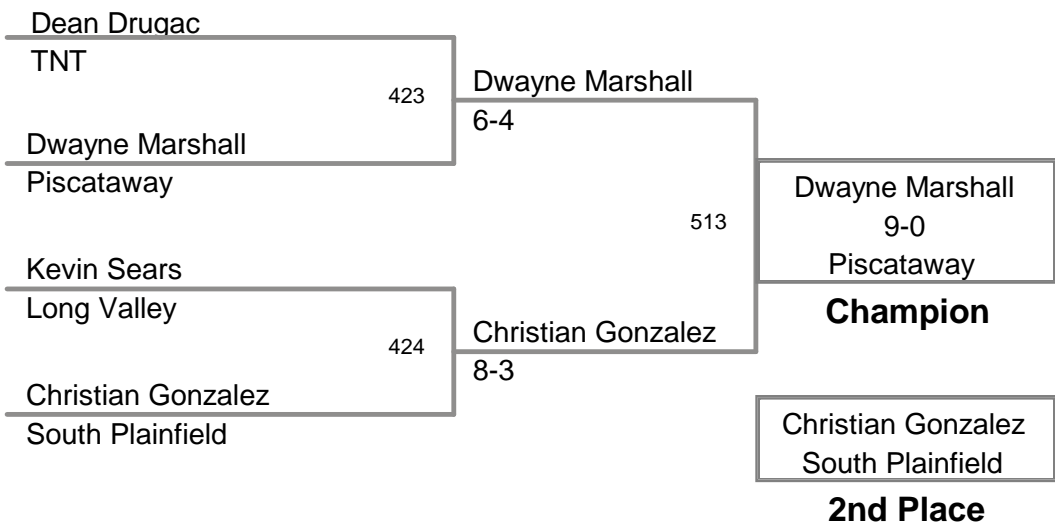 Dean Drugac
TNT
423
Dwayne Marshall
Piscataway
Dwayne Marshall
6-4
Kevin Sears
Long Valley
424
Christian Gonzalez
South Plainfield
Christian Gonzalez
8-3
513
Dwayne Marshall
9-0
Piscataway
Champion
Christian Gonzalez
South Plainfield
2nd Place